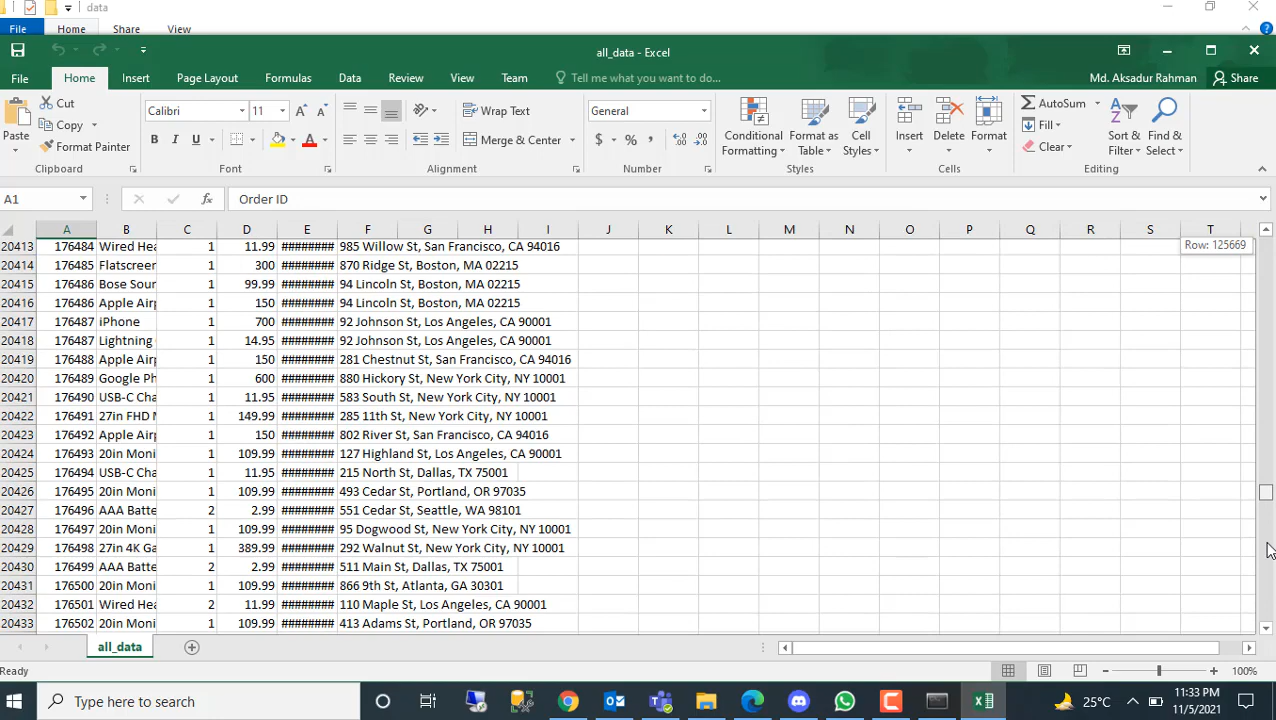 data
File Home Share View
all_data - Excel
File Home Insert Page Layout Formulas Data Review View Team Tell me what you want to do... Md. Aksadur Rahman Share
Paste Cut Copy Format Painter Clipboard
Calibri 11 B I U Font
Wrap Text Merge & Center Alignment
General $ % , Number
Conditional Formatting Format as Table Cell Styles Styles
Insert Delete Format Cells
AutoSum Fill Clear Sort & Filter Find & Select Editing
A1 fx Order ID
A B C D E F G H I J K L M N O P Q R S T
20413 176484 Wired Hea 1 11.99 ######## 985 Willow St, San Francisco, CA 94016
Row: 125669
20414 176485 Flatscreen 1 300 ######## 870 Ridge St, Boston, MA 02215
20415 176486 Bose Sour 1 99.99 ######## 94 Lincoln St, Boston, MA 02215
20416 176486 Apple Airp 1 150 ######## 94 Lincoln St, Boston, MA 02215
20417 176487 iPhone 1 700 ######## 92 Johnson St, Los Angeles, CA 90001
20418 176487 Lightning 1 14.95 ######## 92 Johnson St, Los Angeles, CA 90001
20419 176488 Apple Airp 1 150 ######## 281 Chestnut St, San Francisco, CA 94016
20420 176489 Google Ph 1 600 ######## 880 Hickory St, New York City, NY 10001
20421 176490 USB-C Cha 1 11.95 ######## 583 South St, New York City, NY 10001
20422 176491 27in FHD M 1 149.99 ######## 285 11th St, New York City, NY 10001
20423 176492 Apple Airp 1 150 ######## 802 River St, San Francisco, CA 94016
20424 176493 20in Moni 1 109.99 ######## 127 Highland St, Los Angeles, CA 90001
20425 176494 USB-C Cha 1 11.95 ######## 215 North St, Dallas, TX 75001
20426 176495 20in Moni 1 109.99 ######## 493 Cedar St, Portland, OR 97035
20427 176496 AAA Batte 2 2.99 ######## 551 Cedar St, Seattle, WA 98101
20428 176497 20in Moni 1 109.99 ######## 95 Dogwood St, New York City, NY 10001
20429 176498 27in 4K Ga 1 389.99 ######## 292 Walnut St, New York City, NY 10001
20430 176499 AAA Batte 2 2.99 ######## 511 Main St, Dallas, TX 75001
20431 176500 20in Moni 1 109.99 ######## 866 9th St, Atlanta, GA 30301
20432 176501 Wired Hea 2 11.99 ######## 110 Maple St, Los Angeles, CA 90001
20433 176502 20in Moni 1 109.99 ######## 413 Adams St, Portland, OR 97035
all_data
Ready 100%
Type here to search 25°C 11:33 PM
11/5/2021